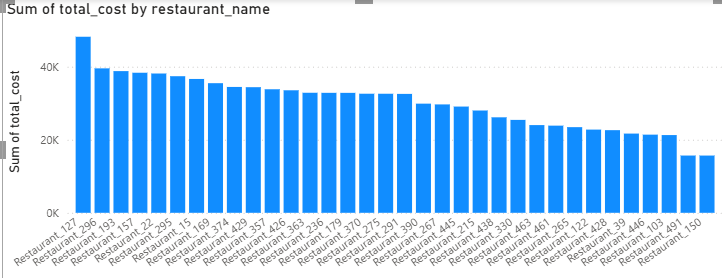 Sum of total_cost by restaurant_name
Sum of total_cost
40K
20K
0K
Restaurant_127
Restaurant_296
Restaurant_193
Restaurant_157
Restaurant_22
Restaurant_295
Restaurant_15
Restaurant_169
Restaurant_374
Restaurant_429
Restaurant_357
Restaurant_426
Restaurant_363
Restaurant_236
Restaurant_179
Restaurant_370
Restaurant_275
Restaurant_291
Restaurant_390
Restaurant_267
Restaurant_445
Restaurant_215
Restaurant_438
Restaurant_330
Restaurant_463
Restaurant_461
Restaurant_265
Restaurant_122
Restaurant_428
Restaurant_39
Restaurant_446
Restaurant_103
Restaurant_491
Restaurant_150